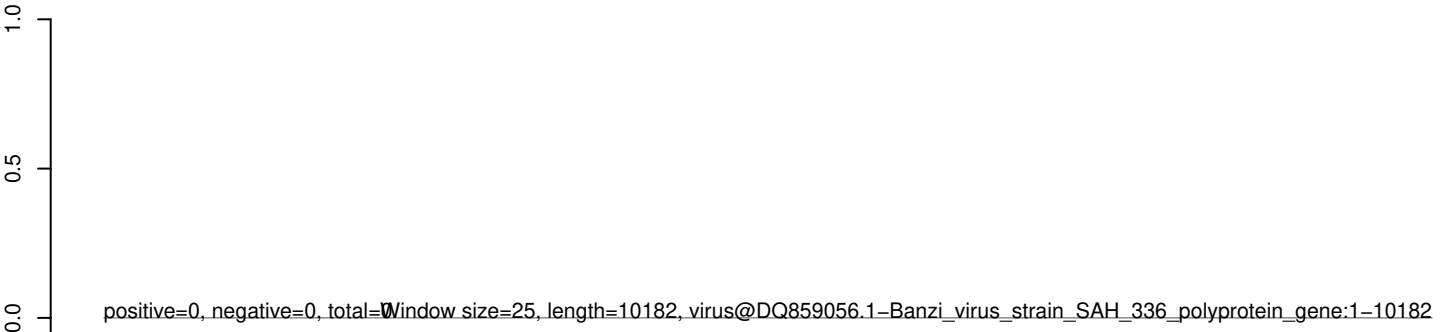 1.0
0.5
0.0
positive=0, negative=0, total=0
Window size=25, length=10182, virus@DQ859056.1−Banzi_virus_strain_SAH_336_polyprotein_gene:1−10182